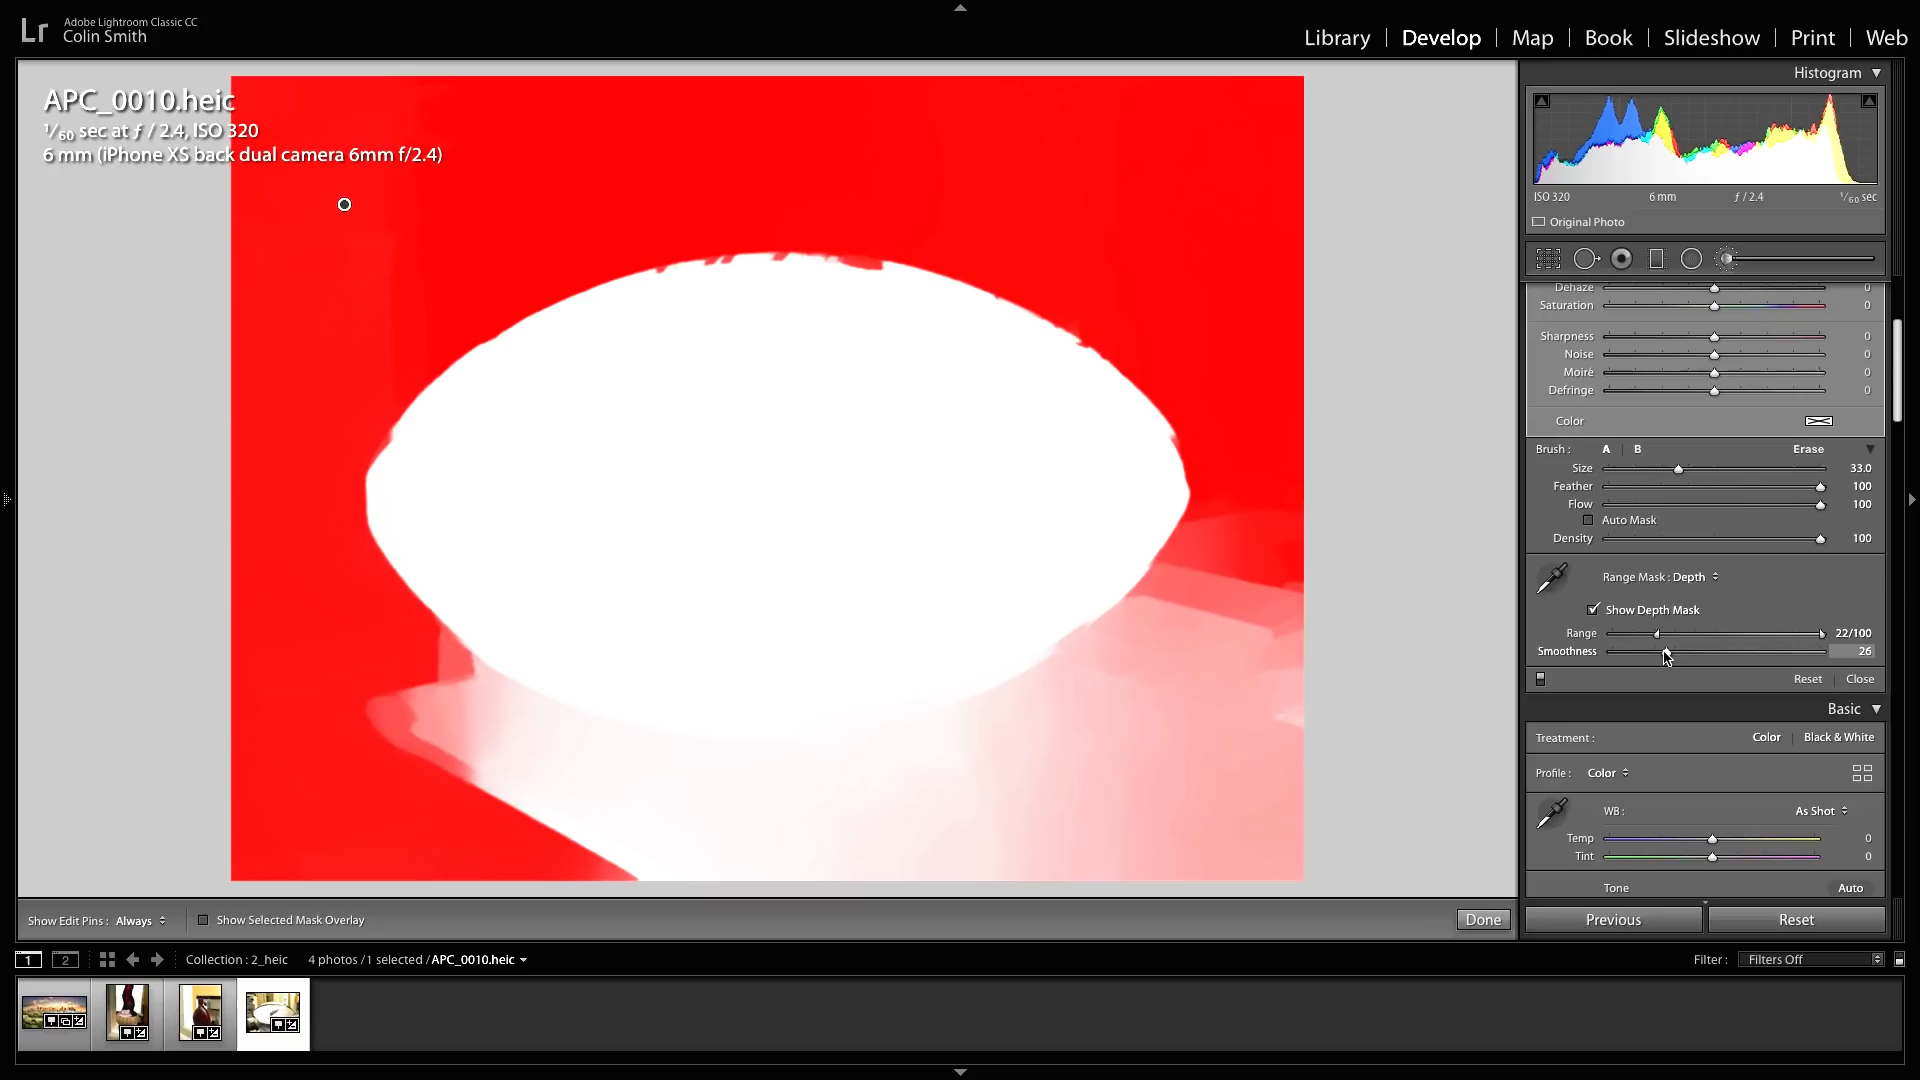 Lr Adobe Lightroom Classic CC
Colin Smith
Library | Develop | Map | Book | Slideshow | Print | Web
APC_0010.heic
1/60 sec at f / 2.4, ISO 320
6 mm (iPhone XS back dual camera 6mm f/2.4)
Histogram
ISO 320 6 mm f / 2.4 1/60 sec
Original Photo
Dehaze 0
Saturation 0
Sharpness 0
Noise 0
Moiré 0
Defringe 0
Color
Brush : A | B Erase
Size 33.0
Feather 100
Flow 100
Auto Mask
Density 100
Range Mask : Depth
Show Depth Mask
Range 22/100
Smoothness 26
Reset | Close
Basic
Treatment : Color | Black & White
Profile : Color
WB : As Shot
Temp 0
Tint 0
Tone Auto
Previous Reset
Show Edit Pins : Always Show Selected Mask Overlay Done
1 2 Collection : 2_heic 4 photos / 1 selected / APC_0010.heic Filter : Filters Off